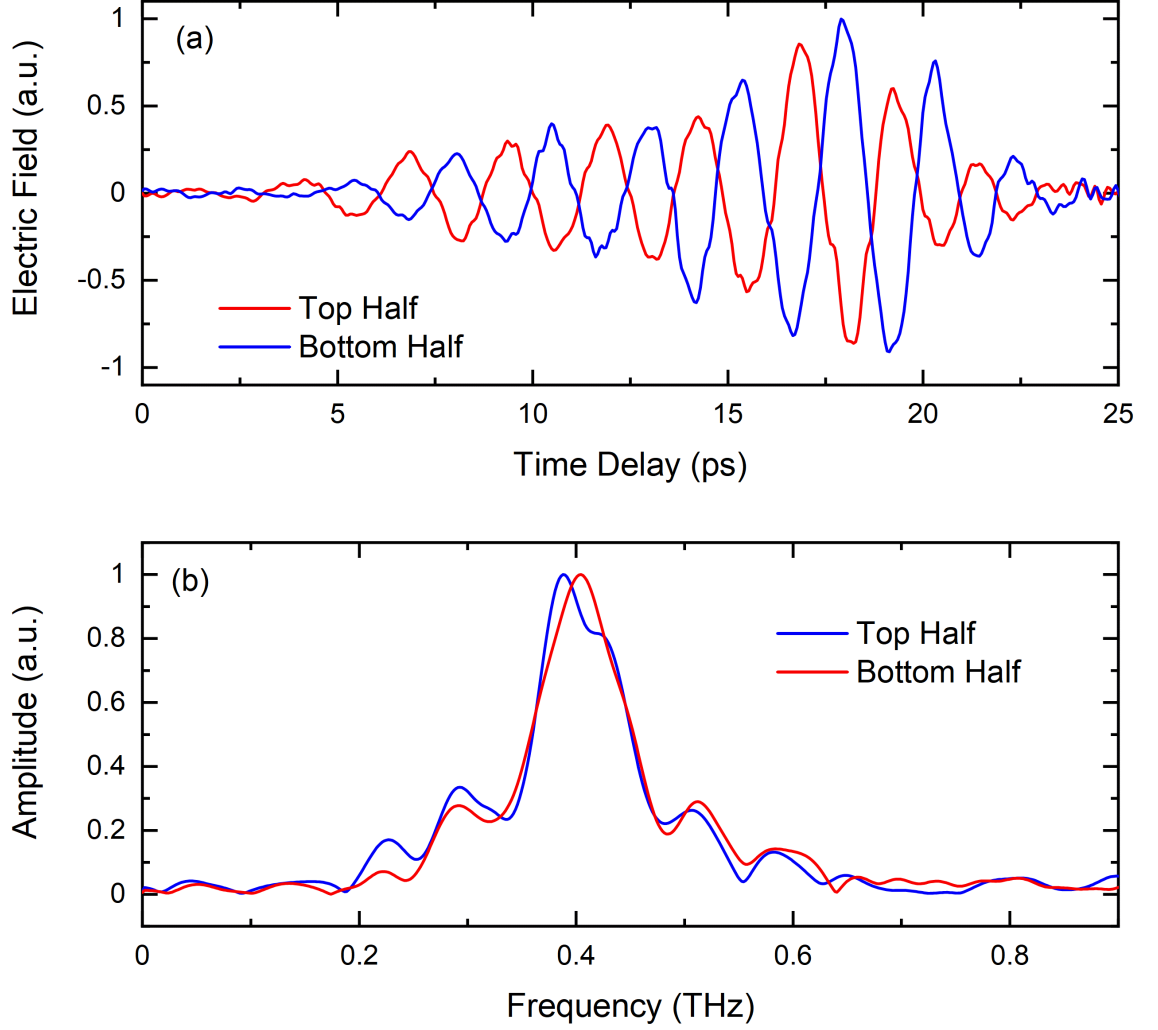 (a)
Electric Field (a.u.)
1
0.5
0
-0.5
-1
Top Half
Bottom Half
0 5 10 15 20 25
Time Delay (ps)
(b)
Amplitude (a.u.)
1
0.8
0.6
0.4
0.2
0
Top Half
Bottom Half
0 0.2 0.4 0.6 0.8
Frequency (THz)